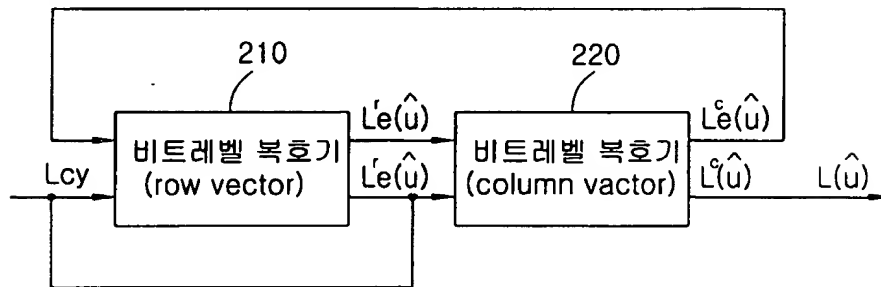 210
220
비트레벨 복호기
(row vector)
비트레벨 복호기
(column vactor)
Lcy
Lʳe(û)
Lʳe(û)
Lᶜe(û)
Lᶜ(û)
L(û)